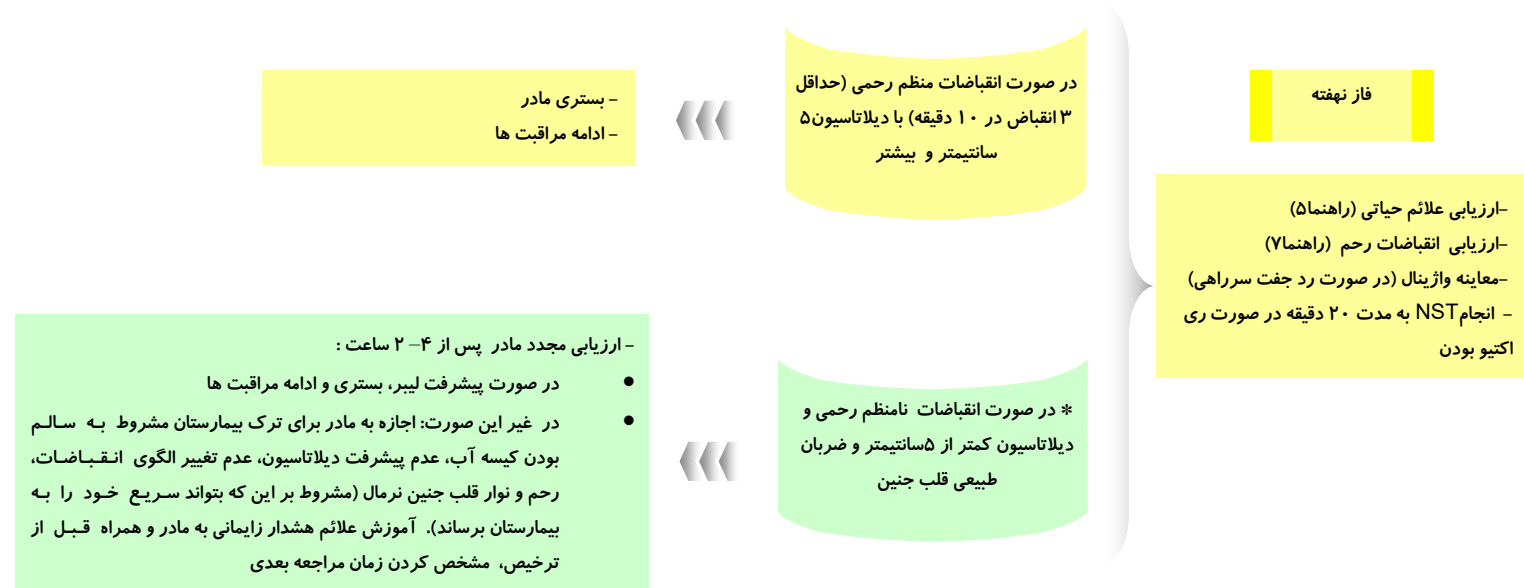 فاز نهفته
-ارزیابی علائم حیاتی (راهنما۵)
-ارزیابی انقباضات رحم (راهنما۷)
-معاینه واژینال (در صورت رد جفت سرراهی)
- انجامNST به مدت ۲۰ دقیقه در صورت ری
اکتیو بودن
در صورت انقباضات منظم رحمی (حداقل
۳ انقباض در ۱۰ دقیقه) با دیلاتاسیون۵
سانتیمتر و بیشتر
- بستری مادر
- ادامه مراقبت ها
* در صورت انقباضات نامنظم رحمی و
دیلاتاسیون کمتر از ۵سانتیمتر و ضربان
طبیعی قلب جنین
- ارزیابی مجدد مادر پس از ۴- ۲ ساعت :
● در صورت پیشرفت لیبر، بستری و ادامه مراقبت ها
● در غیر این صورت: اجازه به مادر برای ترک بیمارستان مشروط به سالم
بودن کیسه آب، عدم پیشرفت دیلاتاسیون، عدم تغییر الگوی انقباضات،
رحم و نوار قلب جنین نرمال (مشروط بر این که بتواند سریع خود را به
بیمارستان برساند). آموزش علائم هشدار زایمانی به مادر و همراه قبل از
ترخیص، مشخص کردن زمان مراجعه بعدی